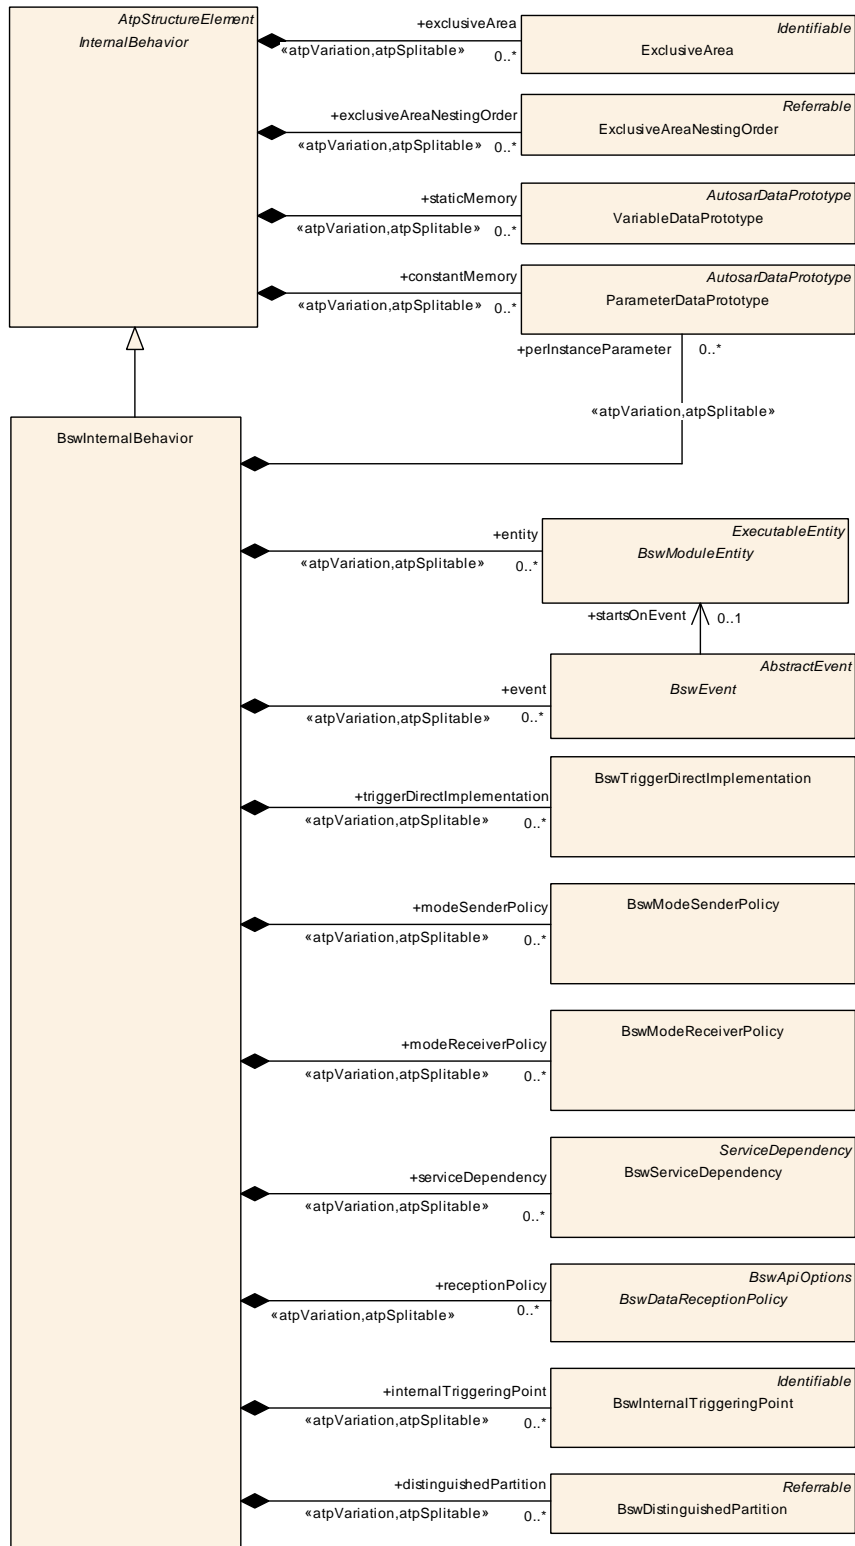 AtpStructureElement
InternalBehavior
+exclusiveArea
«atpVariation,atpSplitable»
0..*
Identifiable
ExclusiveArea
+exclusiveAreaNestingOrder
«atpVariation,atpSplitable»
0..*
Referrable
ExclusiveAreaNestingOrder
+staticMemory
«atpVariation,atpSplitable»
0..*
AutosarDataPrototype
VariableDataPrototype
+constantMemory
«atpVariation,atpSplitable»
0..*
AutosarDataPrototype
ParameterDataPrototype
+perInstanceParameter
0..*
«atpVariation,atpSplitable»
BswInternalBehavior
+entity
«atpVariation,atpSplitable»
0..*
ExecutableEntity
BswModuleEntity
+startsOnEvent
0..1
+event
«atpVariation,atpSplitable»
0..*
AbstractEvent
BswEvent
+triggerDirectImplementation
«atpVariation,atpSplitable»
0..*
BswTriggerDirectImplementation
+modeSenderPolicy
«atpVariation,atpSplitable»
0..*
BswModeSenderPolicy
+modeReceiverPolicy
«atpVariation,atpSplitable»
0..*
BswModeReceiverPolicy
+serviceDependency
«atpVariation,atpSplitable»
0..*
ServiceDependency
BswServiceDependency
+receptionPolicy
«atpVariation,atpSplitable»
0..*
BswApiOptions
BswDataReceptionPolicy
+internalTriggeringPoint
«atpVariation,atpSplitable»
0..*
Identifiable
BswInternalTriggeringPoint
+distinguishedPartition
«atpVariation,atpSplitable»
0..*
Referrable
BswDistinguishedPartition